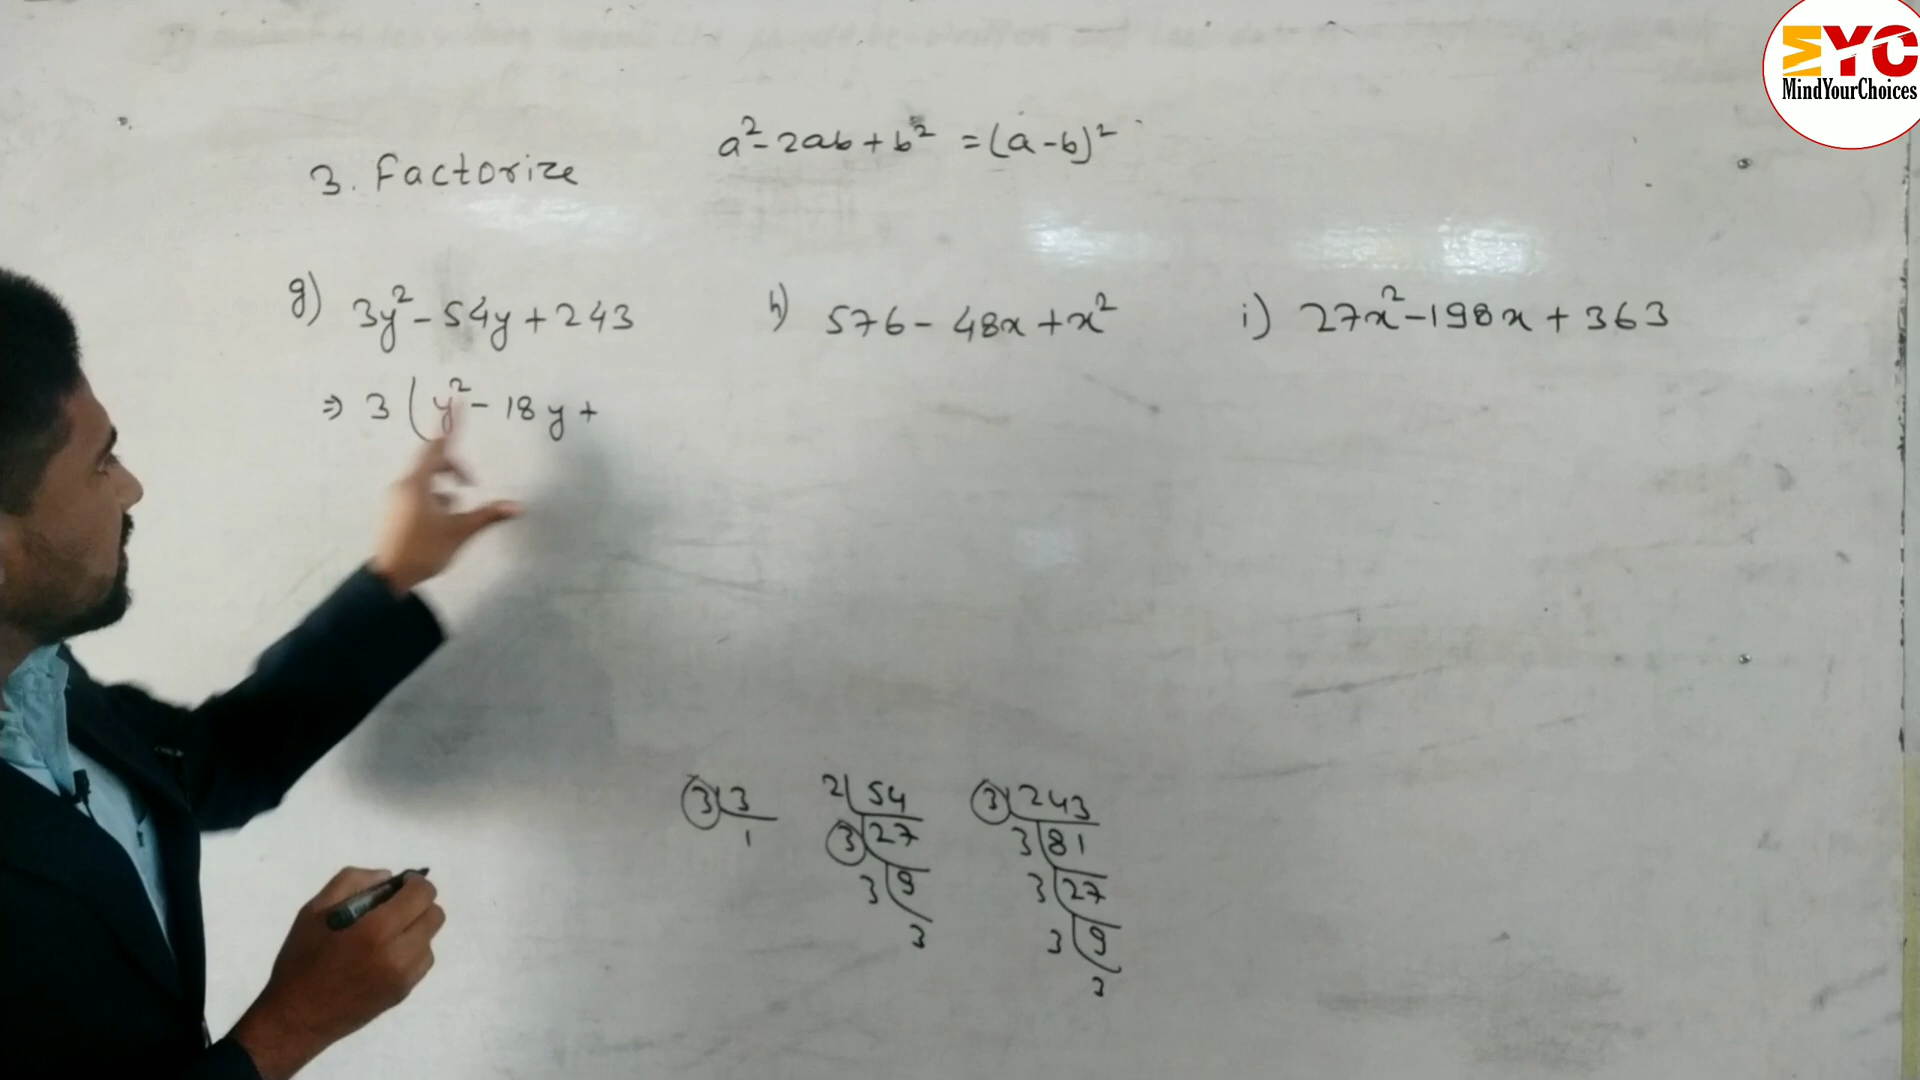 MYC
MindYourChoices
a² - 2ab + b² = (a - b)²
3. Factorize
g) 3y² - 54y + 243
h) 576 - 48x + x²
i) 27x² - 198x + 363
⇒ 3 ( y² - 18y +
3 3
1
2 54
3 27
3 9
3
3 243
3 81
3 27
3 9
3